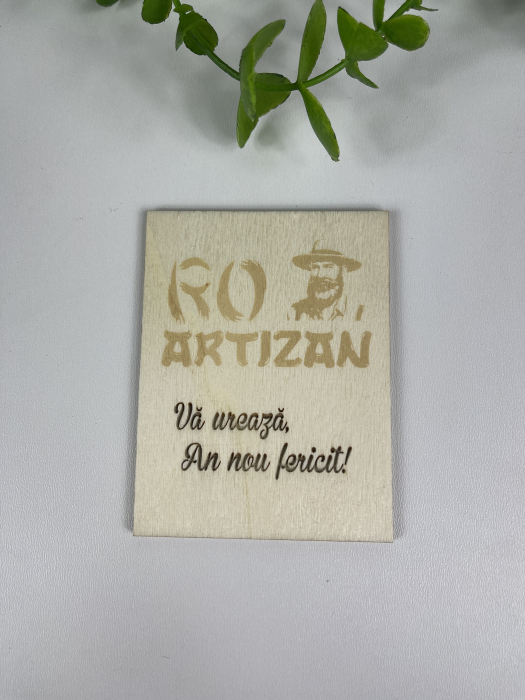 RO
ARTIZAN
Vă urează,
An nou fericit!